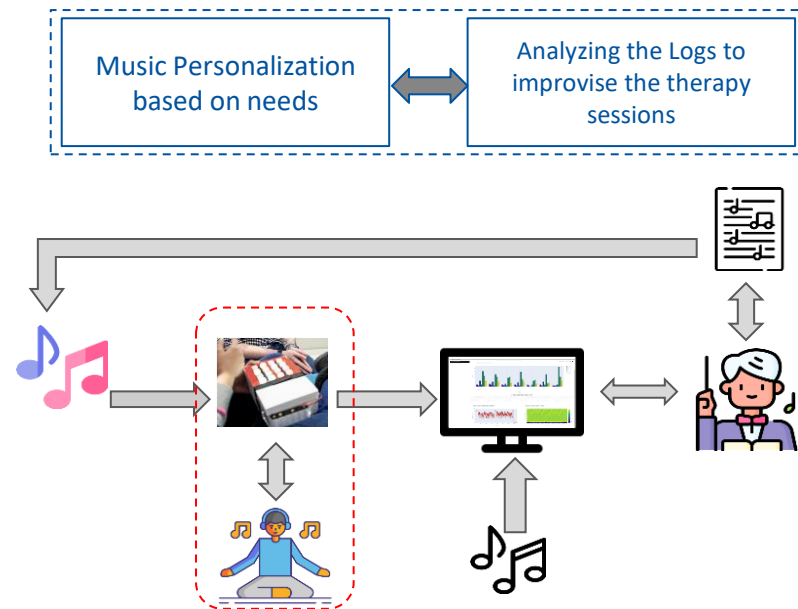 Music Personalization
based on needs
Analyzing the Logs to
improvise the therapy
sessions